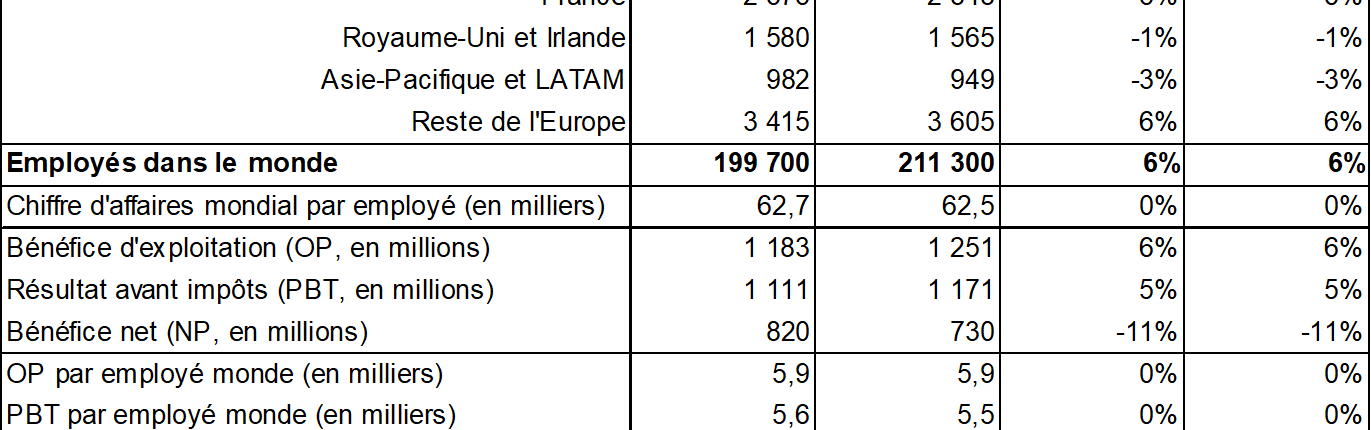 Royaume-Uni et Irlande 1 580 1 565 -1% -1%
Asie-Pacifique et LATAM 982 949 -3% -3%
Reste de l'Europe 3 415 3 605 6% 6%
Employés dans le monde 199 700 211 300 6% 6%
Chiffre d'affaires mondial par employé (en milliers) 62,7 62,5 0% 0%
Bénéfice d'exploitation (OP, en millions) 1 183 1 251 6% 6%
Résultat avant impôts (PBT, en millions) 1 111 1 171 5% 5%
Bénéfice net (NP, en millions) 820 730 -11% -11%
OP par employé monde (en milliers) 5,9 5,9 0% 0%
PBT par employé monde (en milliers) 5,6 5,5 0% 0%